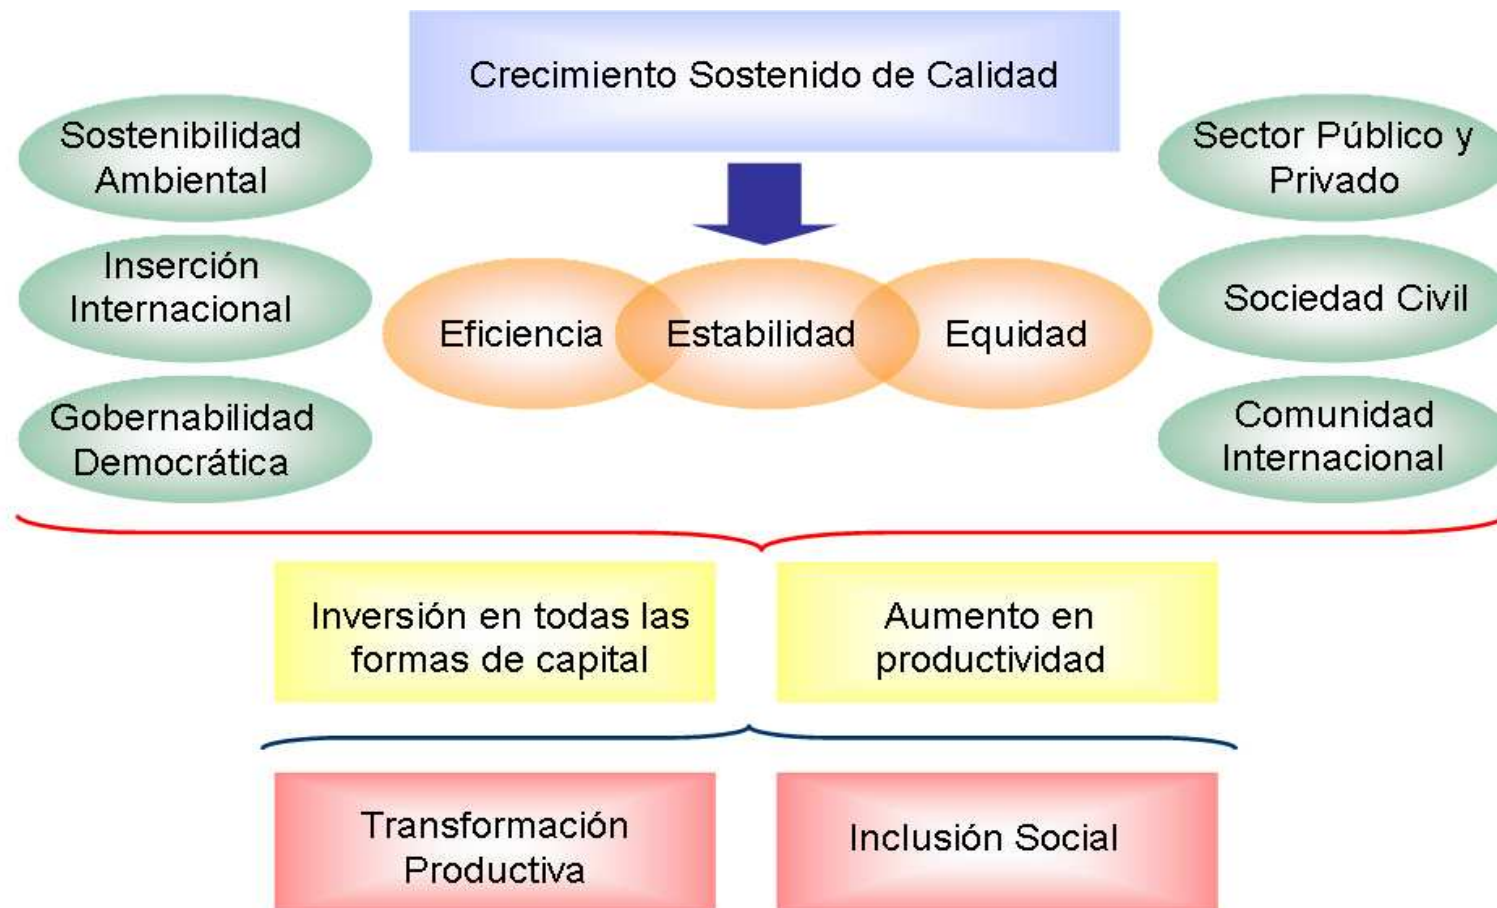 Crecimiento Sostenido de Calidad
Sostenibilidad
Ambiental
Inserción
Internacional
Gobernabilidad
Democrática
Eficiencia
Estabilidad
Equidad
Sector Público y
Privado
Sociedad Civil
Comunidad
Internacional
Inversión en todas las
formas de capital
Aumento en
productividad
Transformación
Productiva
Inclusión Social